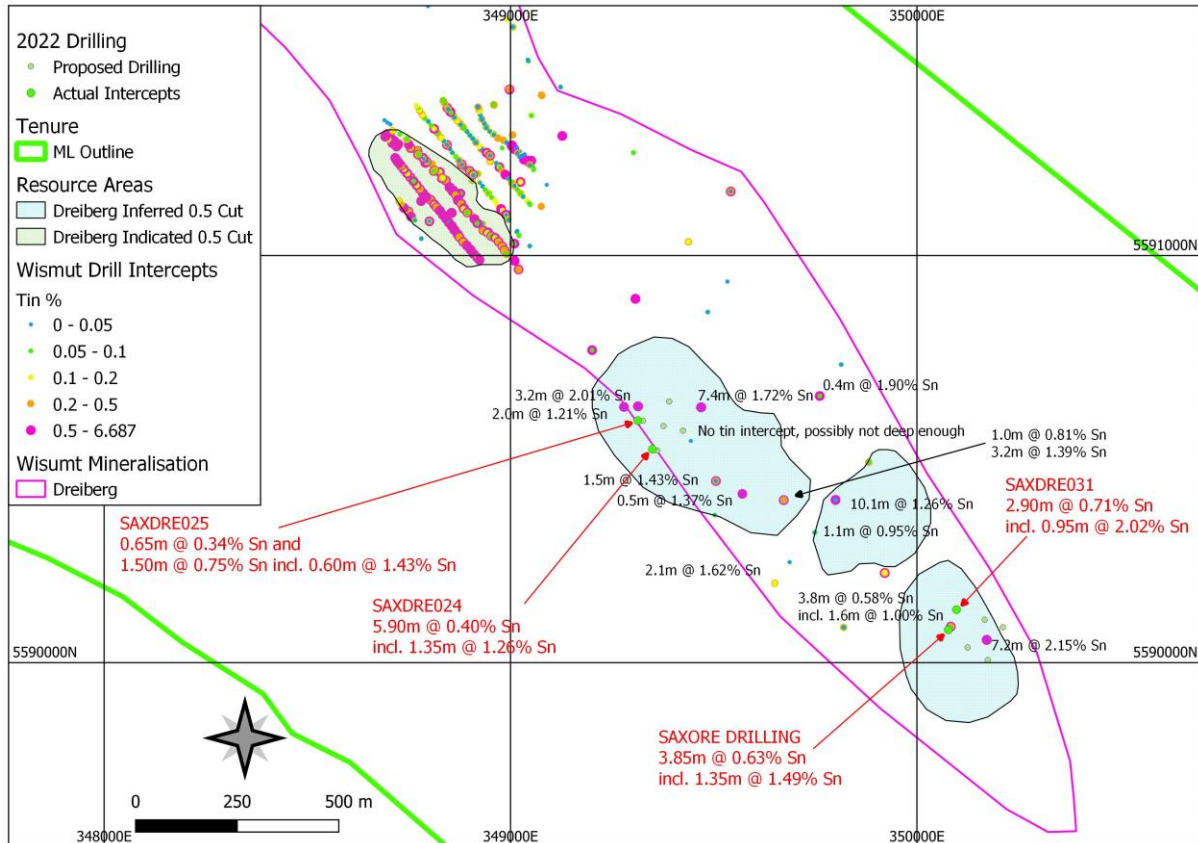 349000E
350000E
2022 Drilling
Proposed Drilling
Actual Intercepts
Tenure
ML Outline
Resource Areas
Dreiberg Inferred 0.5 Cut
Dreiberg Indicated 0.5 Cut
Wismut Drill Intercepts
Tin %
0 - 0.05
0.05 - 0.1
0.1 - 0.2
0.2 - 0.5
0.5 - 6.687
Wisumt Mineralisation
Dreiberg
5591000N
3.2m @ 2.01% Sn
2.0m @ 1.21% Sn
7.4m @ 1.72% Sn
0.4m @ 1.90% Sn
No tin intercept, possibly not deep enough
1.0m @ 0.81% Sn
3.2m @ 1.39% Sn
1.5m @ 1.43% Sn
0.5m @ 1.37% Sn
10.1m @ 1.26% Sn
1.1m @ 0.95% Sn
SAXDRE031
2.90m @ 0.71% Sn
incl. 0.95m @ 2.02% Sn
SAXDRE025
0.65m @ 0.34% Sn and
1.50m @ 0.75% Sn incl. 0.60m @ 1.43% Sn
2.1m @ 1.62% Sn
SAXDRE024
5.90m @ 0.40% Sn
incl. 1.35m @ 1.26% Sn
3.8m @ 0.58% Sn
incl. 1.6m @ 1.00% Sn
7.2m @ 2.15% Sn
5590000N
SAXORE DRILLING
3.85m @ 0.63% Sn
incl. 1.35m @ 1.49% Sn
0 250 500 m
348000E
349000E
350000E